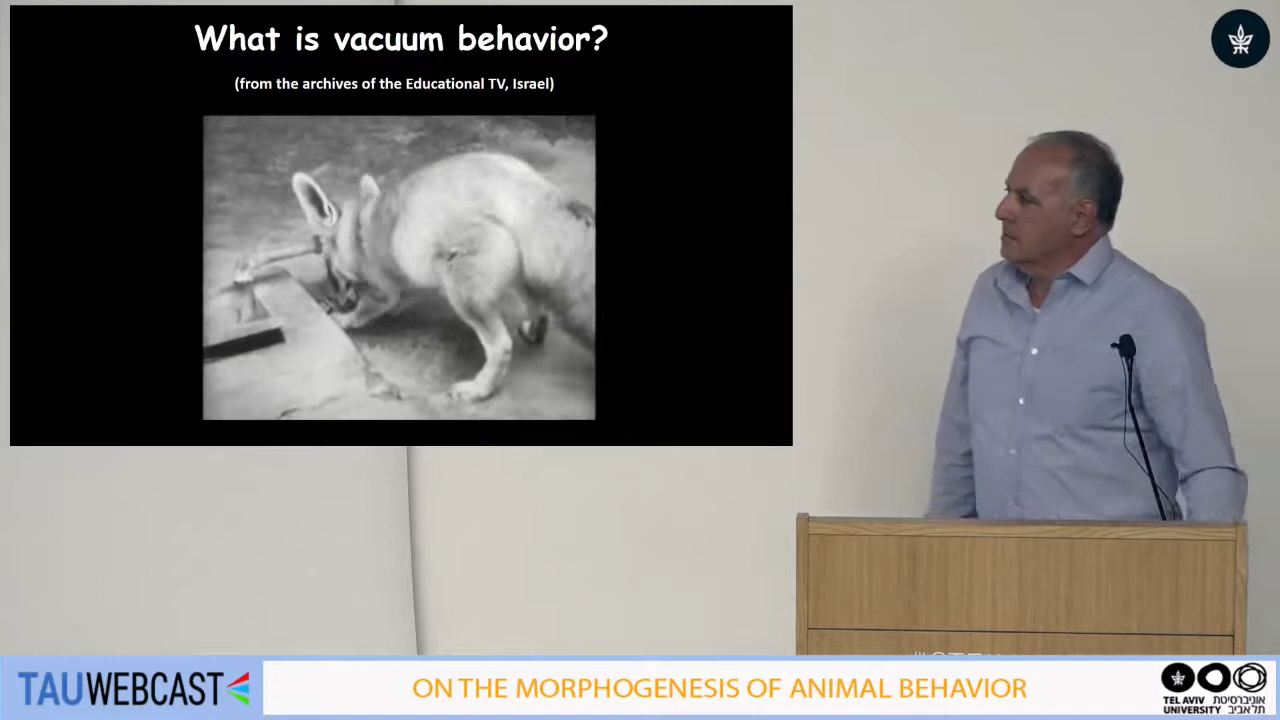 What is vacuum behavior?
(from the archives of the Educational TV, Israel)
TAUWEBCAST
ON THE MORPHOGENESIS OF ANIMAL BEHAVIOR
TEL AVIV אוניברסיטת
UNIVERSITY תל אביב